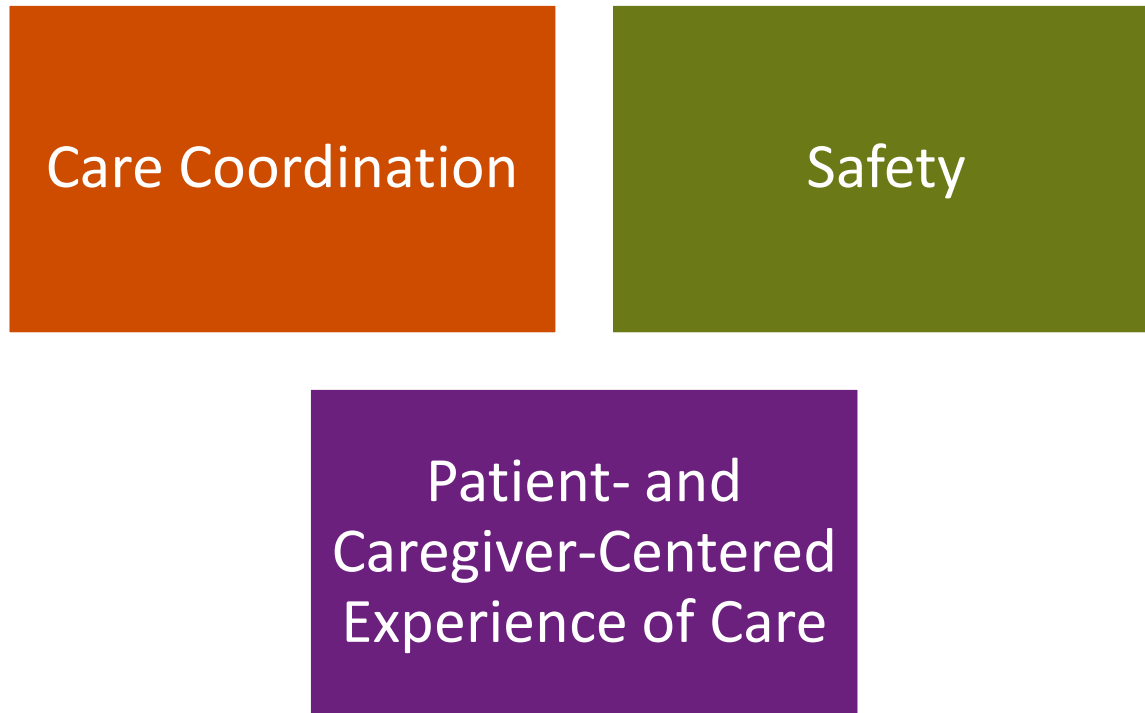 Care Coordination
Safety
Patient- and
Caregiver-Centered
Experience of Care